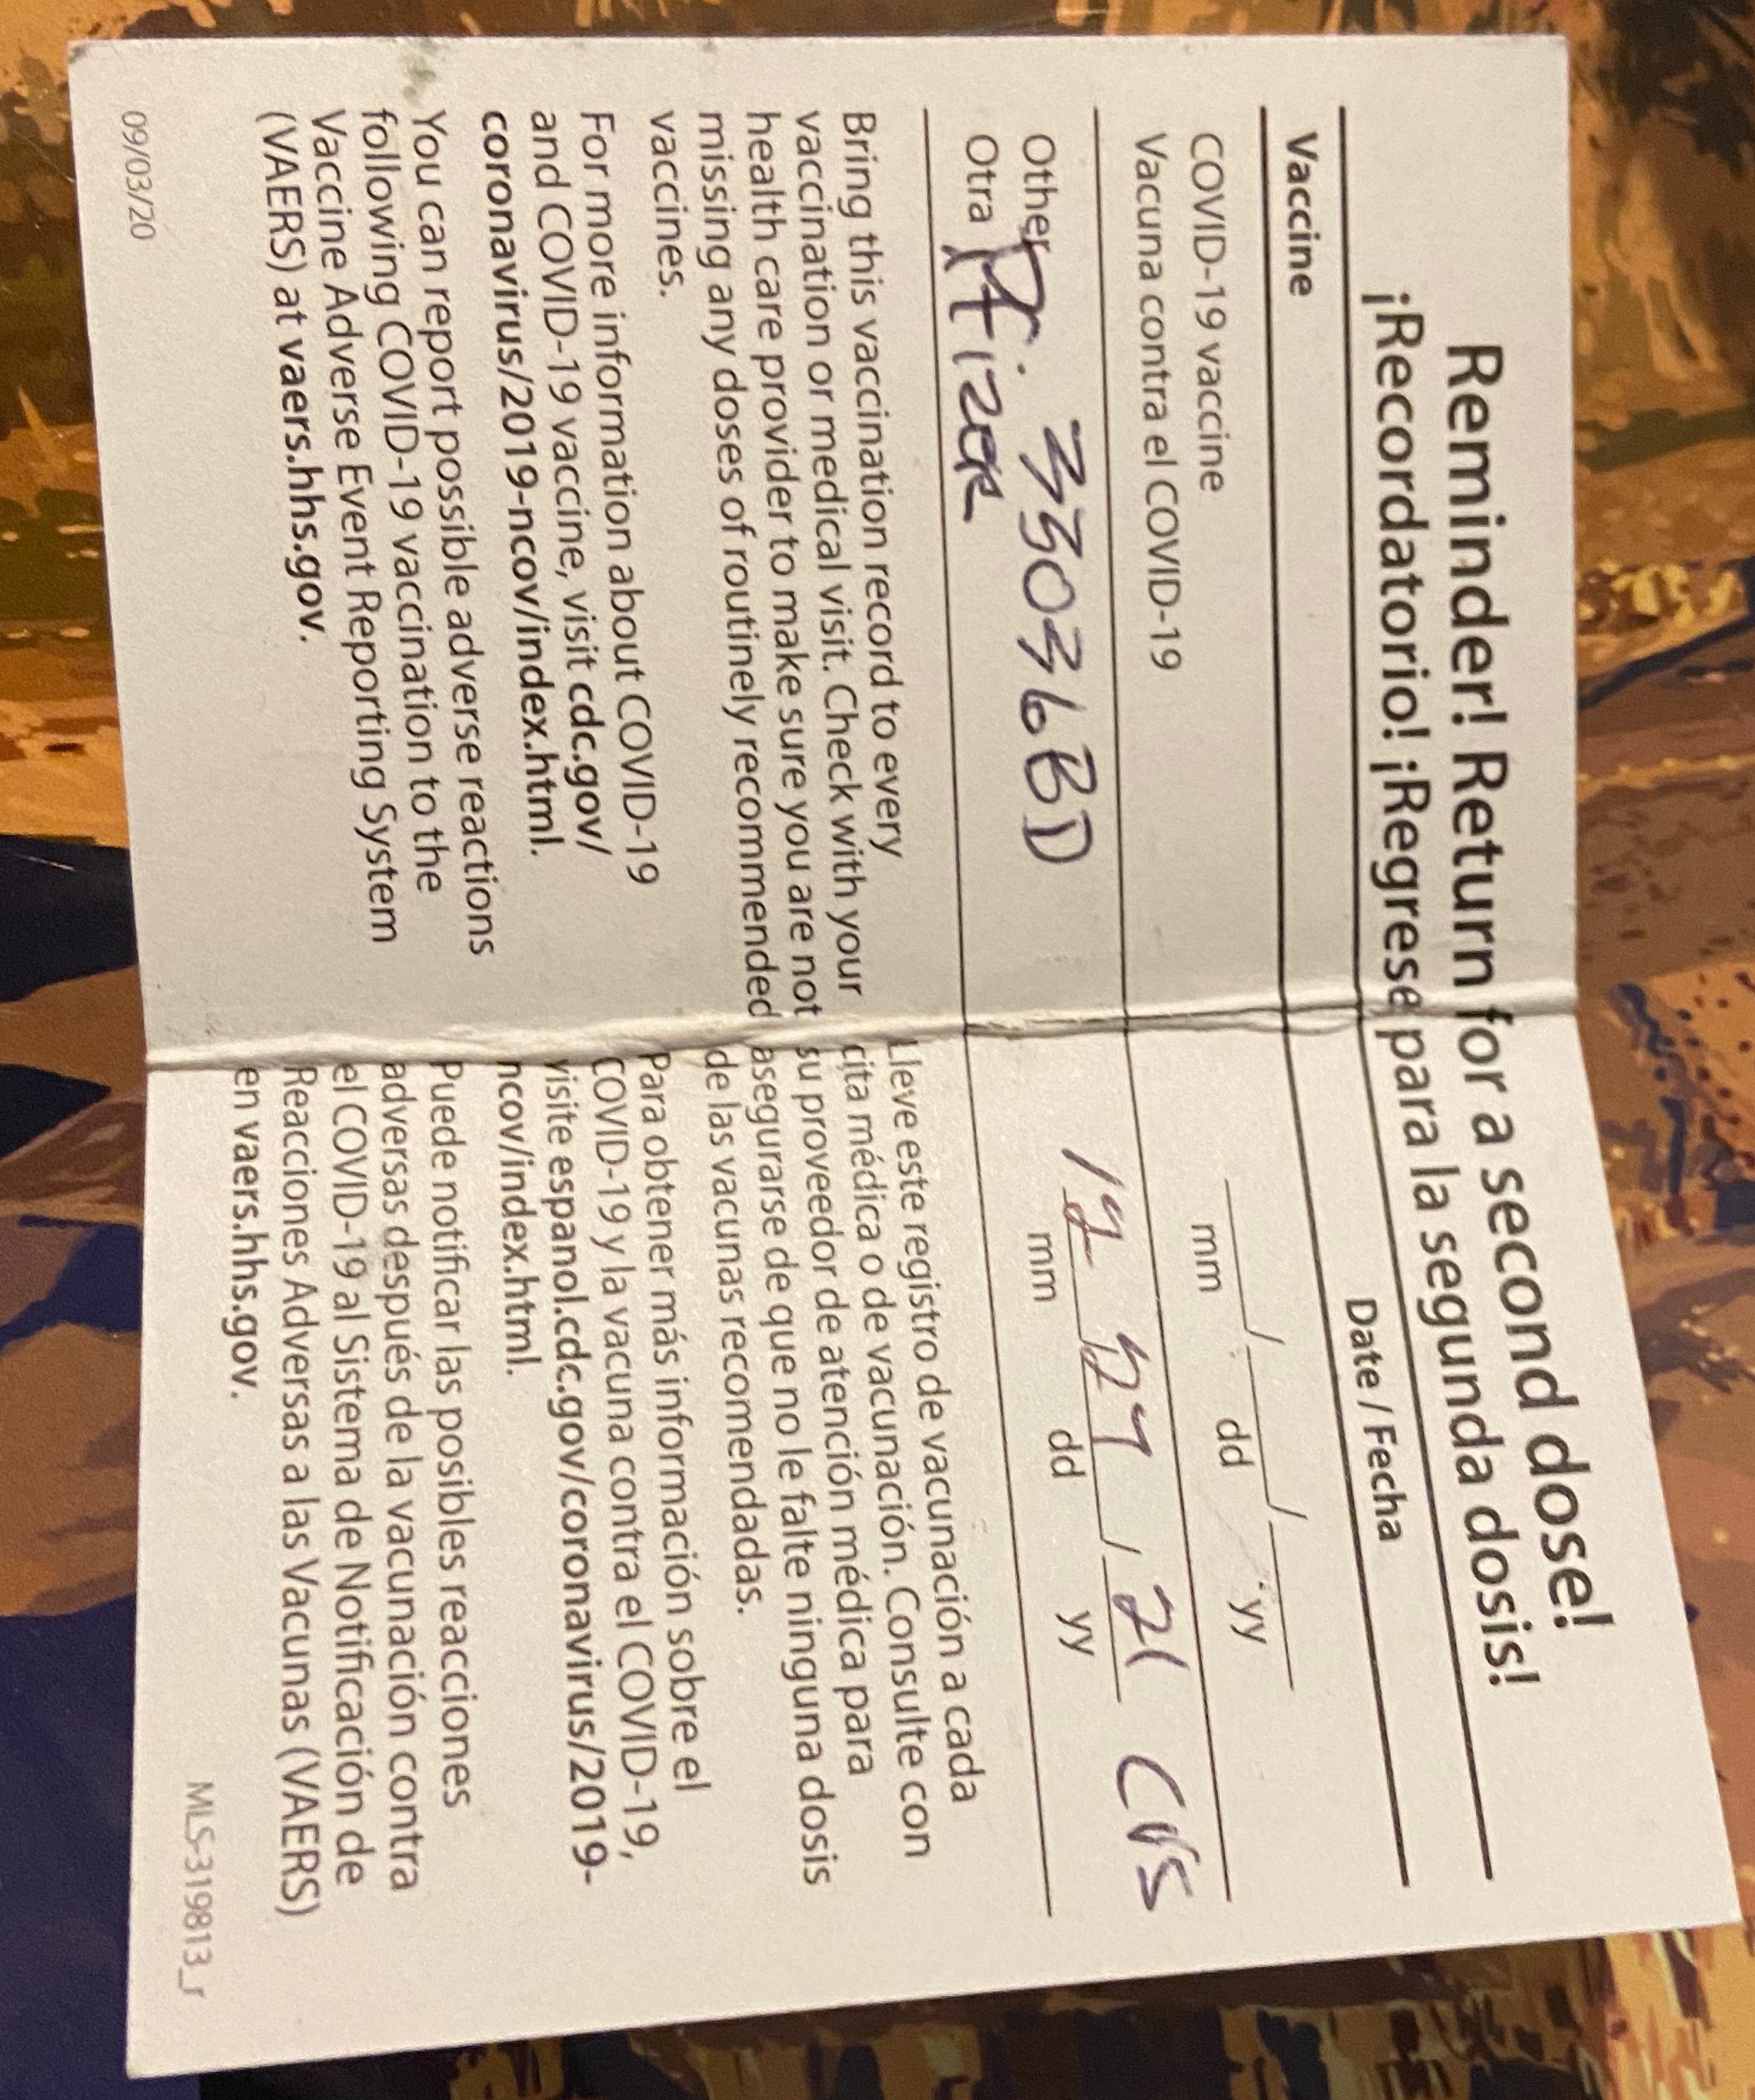 Reminder! Return for a second dose!
¡Recordatorio! ¡Regrese para la segunda dosis!
Vaccine
Date / Fecha
COVID-19 vaccine
Vacuna contra el COVID-19
___/___/___
mm dd yy
Other
Otra
Pfizer
33036BD
/ 27 / 21 CVS
mm dd yy
Bring this vaccination record to every
vaccination or medical visit. Check with your
health care provider to make sure you are not
missing any doses of routinely recommended
vaccines.
For more information about COVID-19
and COVID-19 vaccine, visit cdc.gov/
coronavirus/2019-ncov/index.html.
You can report possible adverse reactions
following COVID-19 vaccination to the
Vaccine Adverse Event Reporting System
(VAERS) at vaers.hhs.gov.
09/03/20
Lleve este registro de vacunación a cada
cita médica o de vacunación. Consulte con
su proveedor de atención médica para
asegurarse de que no le falte ninguna dosis
de las vacunas recomendadas.
Para obtener más información sobre el
COVID-19 y la vacuna contra el COVID-19,
visite espanol.cdc.gov/coronavirus/2019-
ncov/index.html.
Puede notificar las posibles reacciones
adversas después de la vacunación contra
el COVID-19 al Sistema de Notificación de
Reacciones Adversas a las Vacunas (VAERS)
en vaers.hhs.gov.
MLS-319813_r